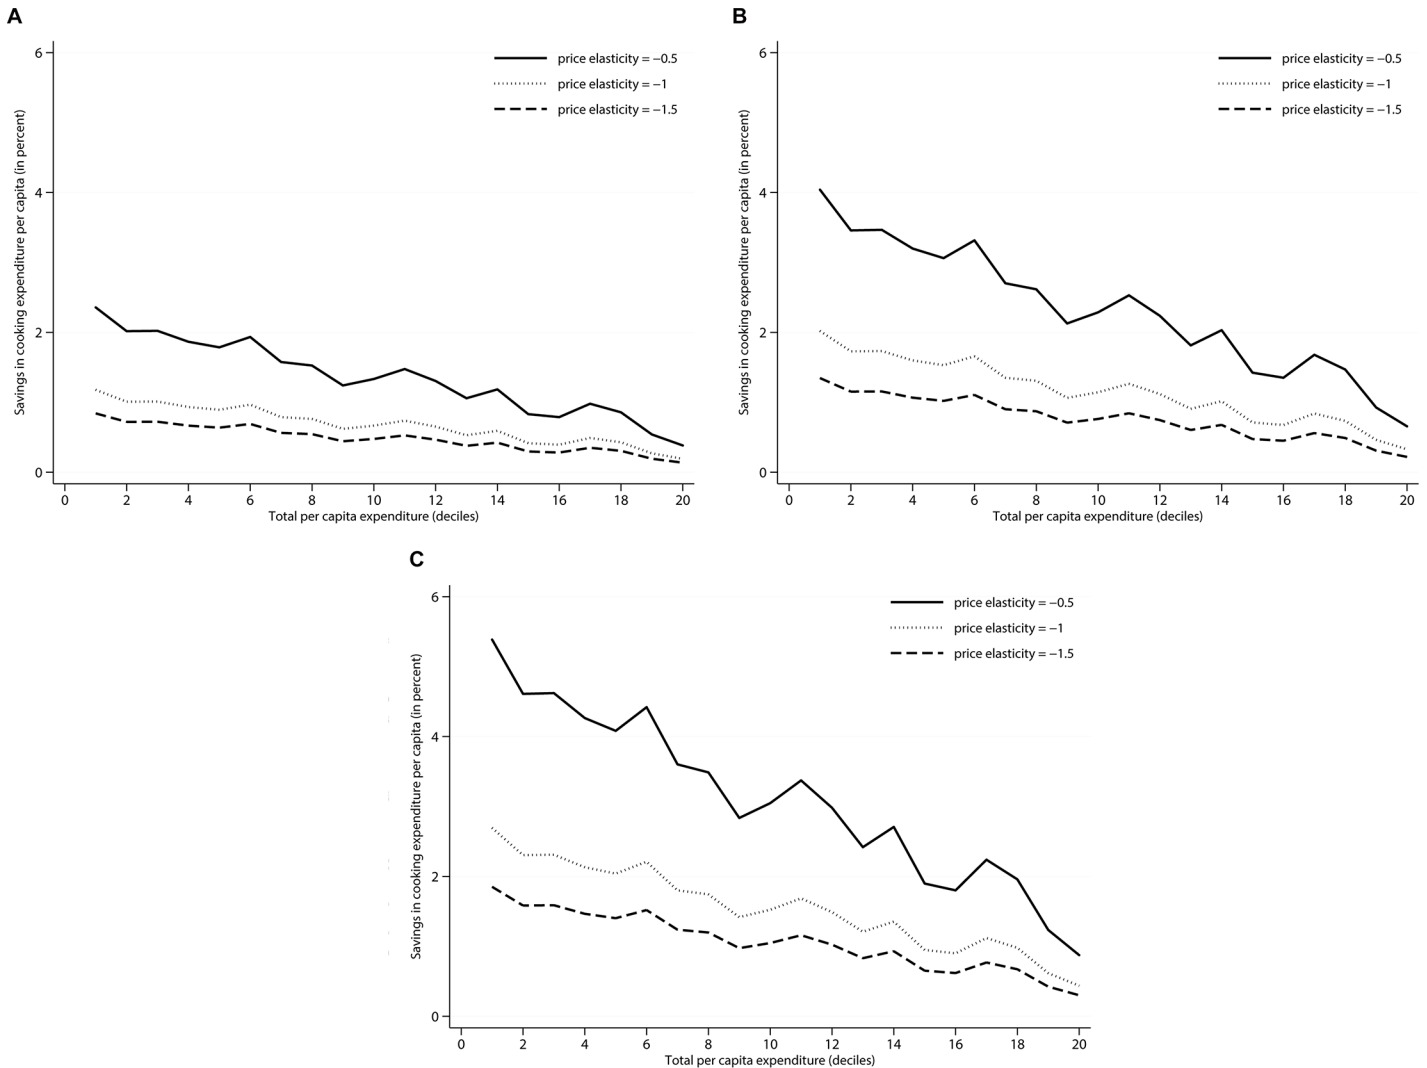 A
Savings in cooking expenditure per capita (in percent)
6
4
2
0
price elasticity = −0.5
price elasticity = −1
price elasticity = −1.5
0 2 4 6 8 10 12 14 16 18 20
Total per capita expenditure (deciles)
B
Savings in cooking expenditure per capita (in percent)
6
4
2
0
price elasticity = −0.5
price elasticity = −1
price elasticity = −1.5
0 2 4 6 8 10 12 14 16 18 20
Total per capita expenditure (deciles)
C
Savings in cooking expenditure per capita (in percent)
6
4
2
0
price elasticity = −0.5
price elasticity = −1
price elasticity = −1.5
0 2 4 6 8 10 12 14 16 18 20
Total per capita expenditure (deciles)